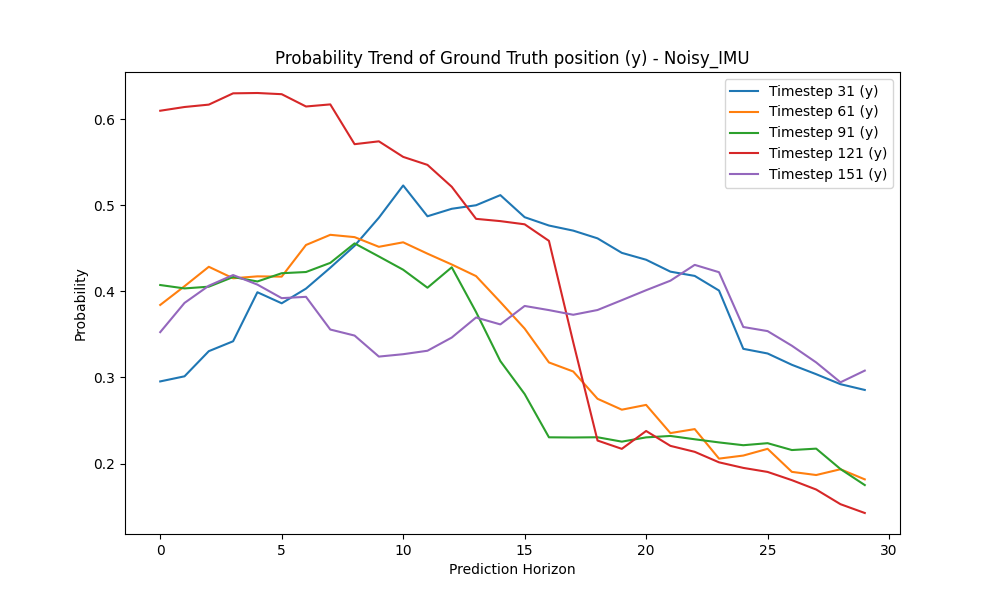 Probability Trend of Ground Truth position (y) - Noisy_IMU
Timestep 31 (y)
Timestep 61 (y)
Timestep 91 (y)
Timestep 121 (y)
Timestep 151 (y)
Probability
0.6
0.5
0.4
0.3
0.2
0 5 10 15 20 25 30
Prediction Horizon